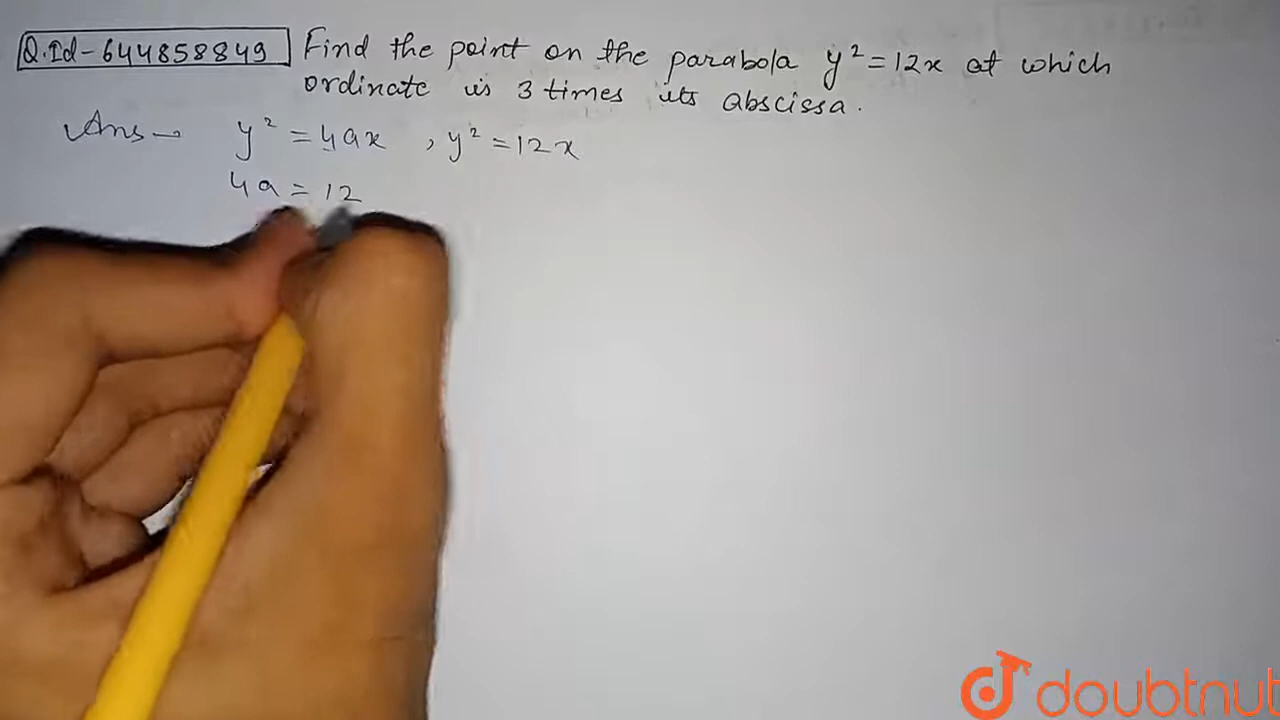 Q.Id-644858849 Find the point on the parabola y²=12x at which
ordinate is 3 times its abscissa.
Ans→ y²=4ax , y²=12x
4a=12
doubtnut